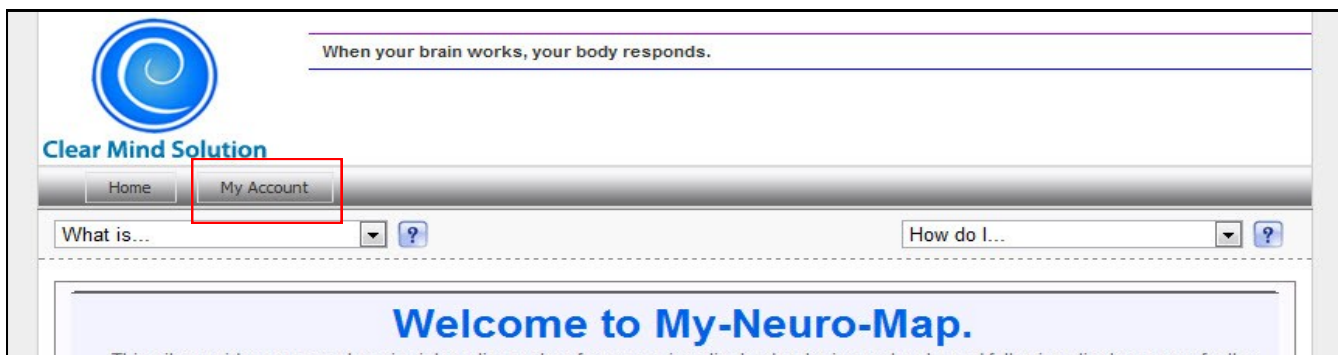 When your brain works, your body responds.
Clear Mind Solution
Home My Account
What is... ? How do I... ?
Welcome to My-Neuro-Map.